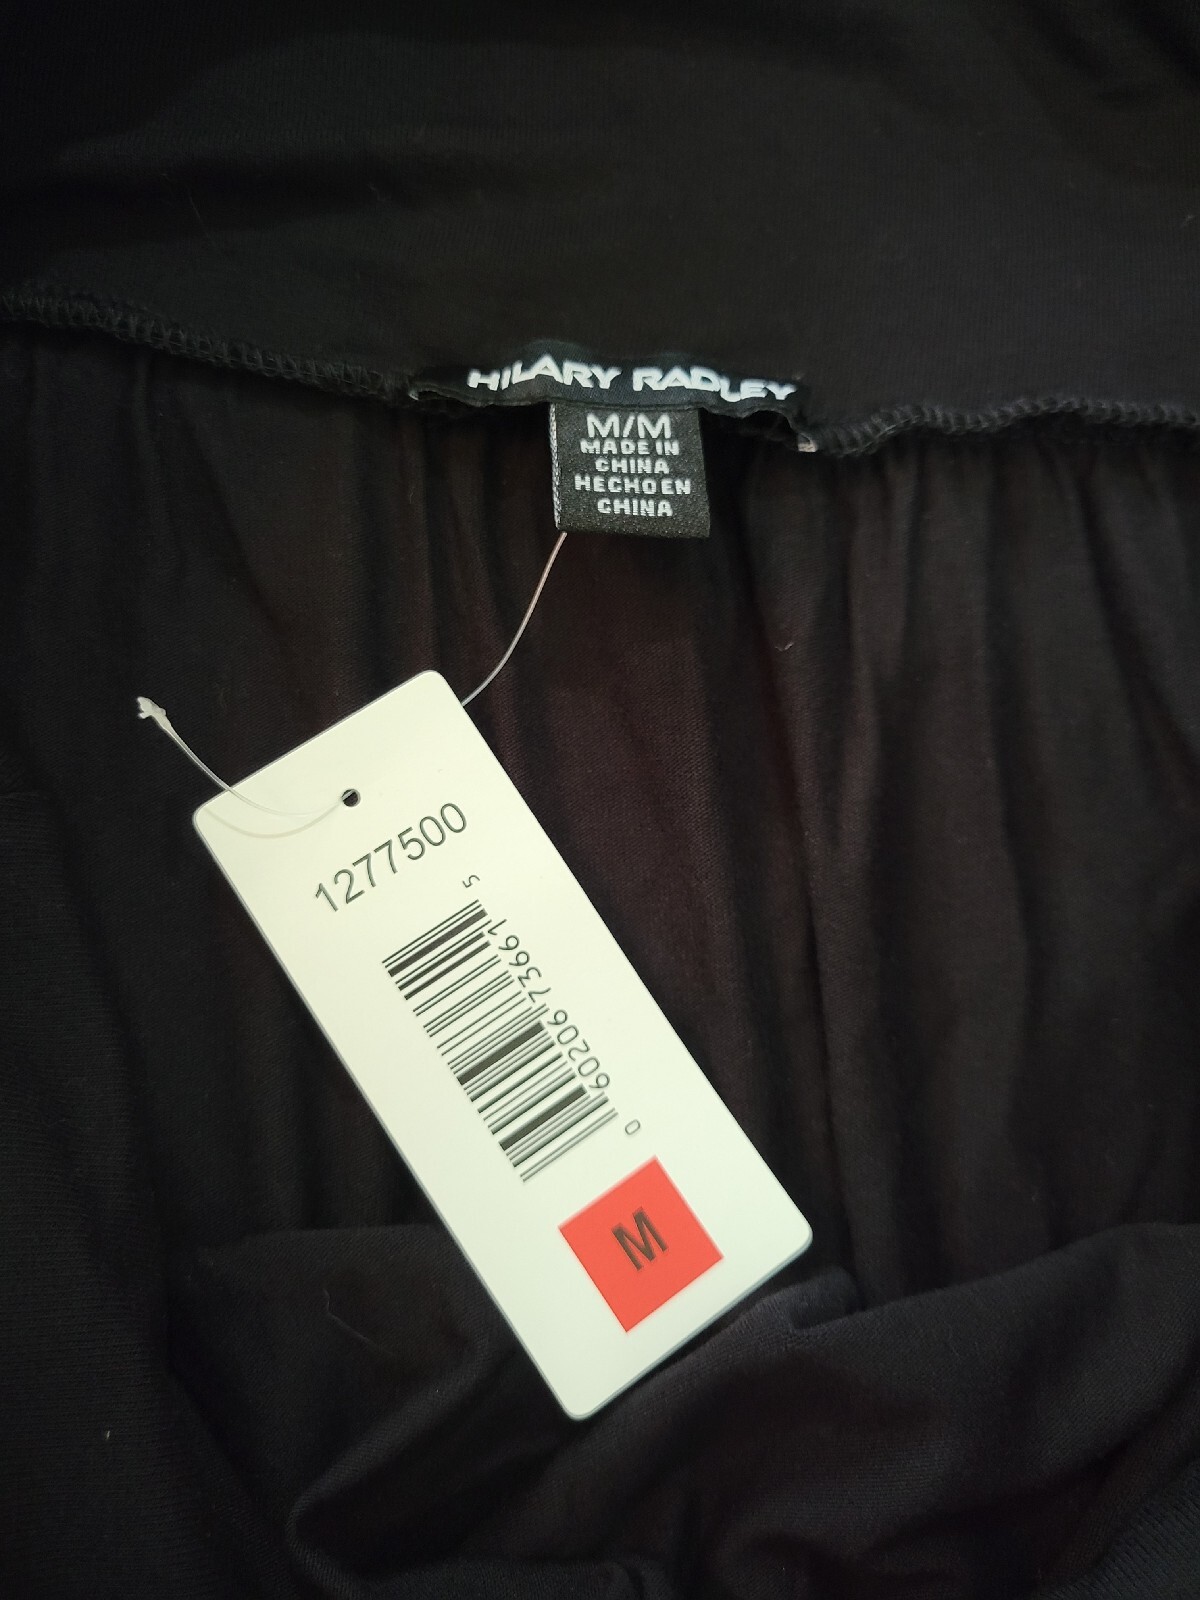 HILARY RADLEY
M/M
MADE IN
CHINA
HECHO EN
CHINA
1277500
0 60206 73661 5
M